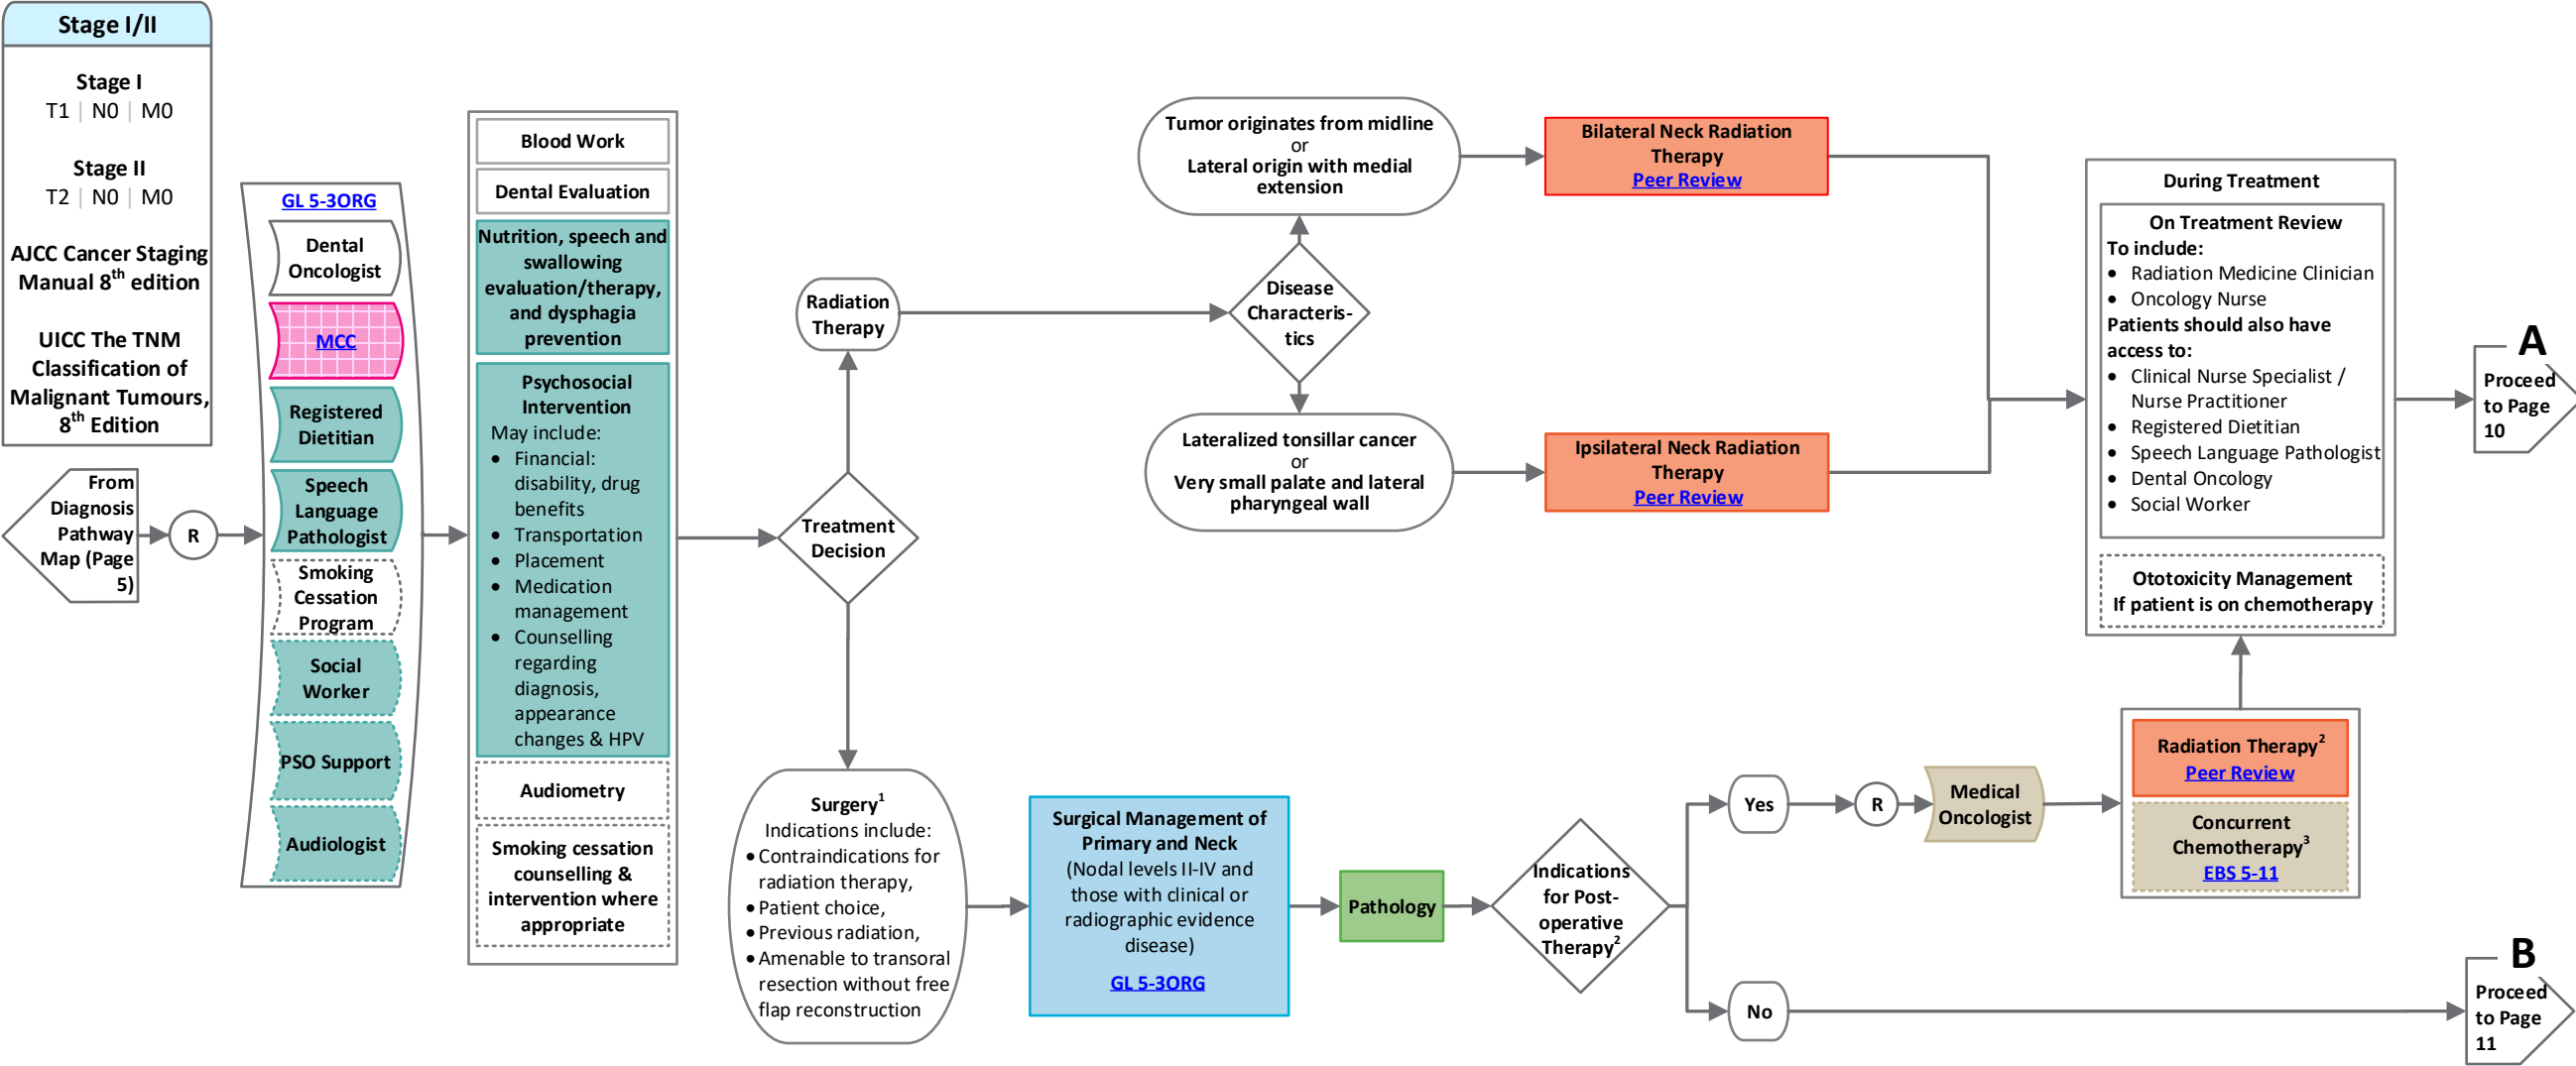 Stage I/II
Stage I
T1 | N0 | M0
Stage II
T2 | N0 | M0
AJCC Cancer Staging
Manual 8th edition
UICC The TNM
Classification of
Malignant Tumours,
8th Edition
From
Diagnosis
Pathway
Map (Page
5)
R
GL 5-3ORG
Dental
Oncologist
MCC
Registered
Dietitian
Speech
Language
Pathologist
Smoking
Cessation
Program
Social
Worker
PSO Support
Audiologist
Blood Work
Dental Evaluation
Nutrition, speech and
swallowing
evaluation/therapy,
and dysphagia
prevention
Psychosocial
Intervention
May include:
• Financial:
disability, drug
benefits
• Transportation
• Placement
• Medication
management
• Counselling
regarding
diagnosis,
appearance
changes & HPV
Audiometry
Smoking cessation
counselling &
intervention where
appropriate
Treatment
Decision
Radiation
Therapy
Disease
Characteris-
tics
Tumor originates from midline
or
Lateral origin with medial
extension
Bilateral Neck Radiation
Therapy
Peer Review
Lateralized tonsillar cancer
or
Very small palate and lateral
pharyngeal wall
Ipsilateral Neck Radiation
Therapy
Peer Review
During Treatment
On Treatment Review
To include:
• Radiation Medicine Clinician
• Oncology Nurse
Patients should also have
access to:
• Clinical Nurse Specialist /
Nurse Practitioner
• Registered Dietitian
• Speech Language Pathologist
• Dental Oncology
• Social Worker
Ototoxicity Management
If patient is on chemotherapy
A
Proceed
to Page
10
Surgery1
Indications include:
• Contraindications for
radiation therapy,
• Patient choice,
• Previous radiation,
• Amenable to transoral
resection without free
flap reconstruction
Surgical Management of
Primary and Neck
(Nodal levels II-IV and
those with clinical or
radiographic evidence
disease)
GL 5-3ORG
Pathology
Indications
for Post-
operative
Therapy2
Yes
R
Medical
Oncologist
Radiation Therapy2
Peer Review
Concurrent
Chemotherapy3
EBS 5-11
No
B
Proceed
to Page
11